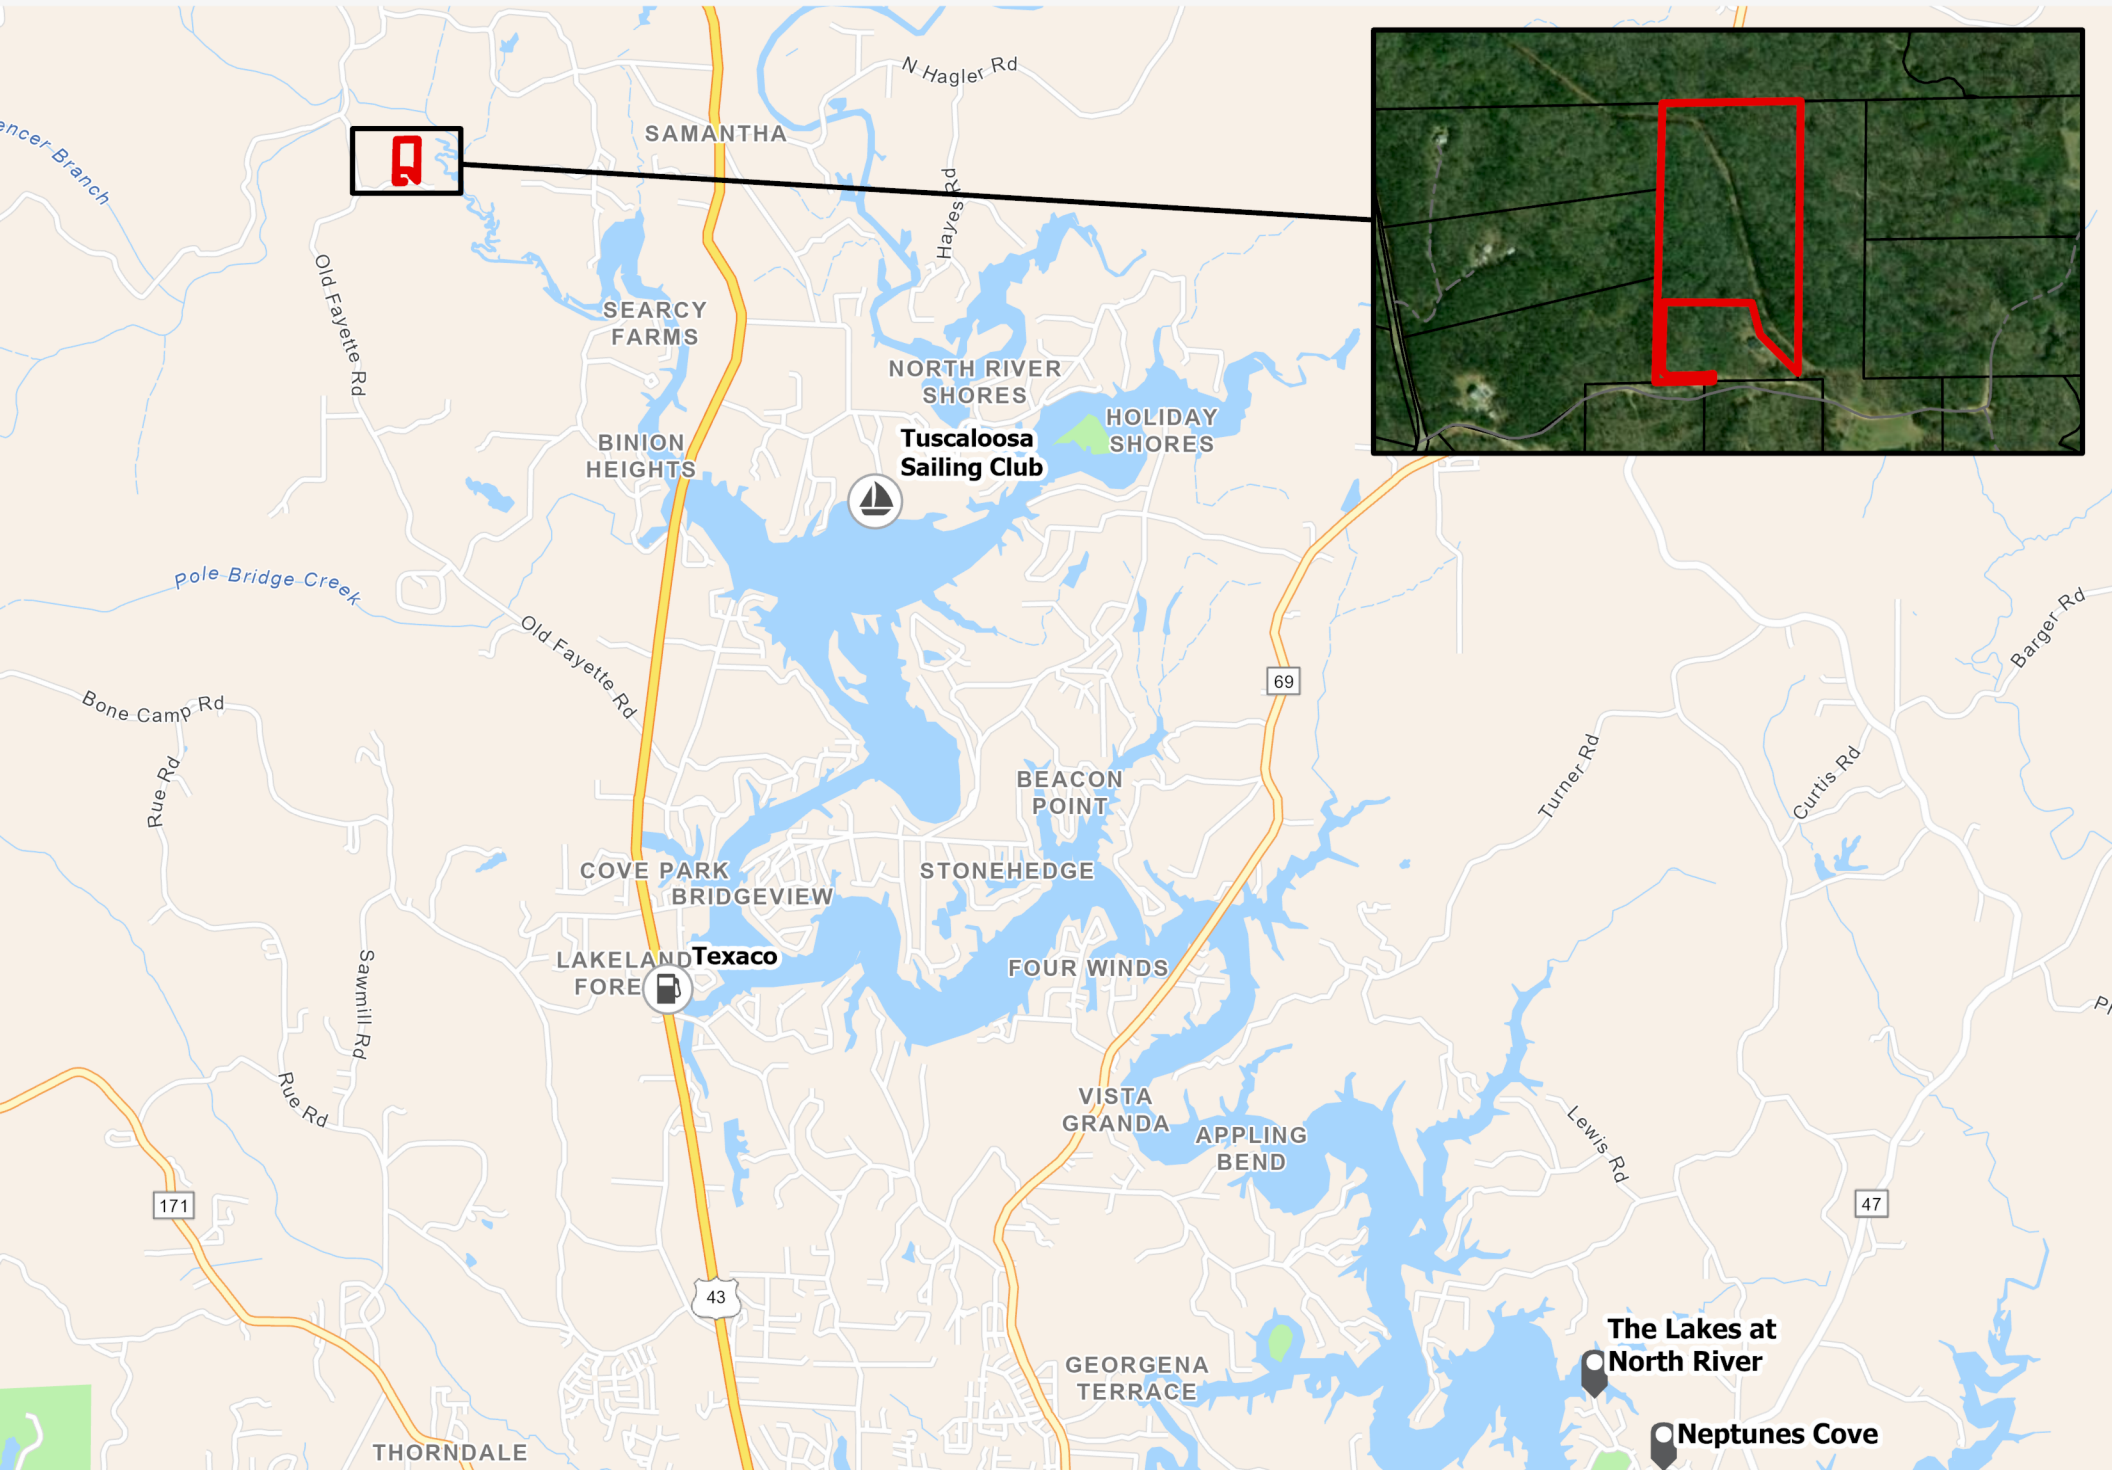 N Hagler Rd
SAMANTHA
encer Branch
Hayes Rd
Old Fayette Rd
SEARCY
FARMS
NORTH RIVER
SHORES
HOLIDAY
SHORES
Tuscaloosa
Sailing Club
BINION
HEIGHTS
Pole Bridge Creek
Old Fayette Rd
Barger Rd
69
Bone Camp Rd
Rue Rd
Turner Rd
Curtis Rd
BEACON
POINT
COVE PARK
STONEHEDGE
BRIDGEVIEW
Texaco
LAKELAND
FORE
FOUR WINDS
Sawmill Rd
Pr
Rue Rd
VISTA
GRANDA
APPLING
BEND
Lewis Rd
171
47
43
The Lakes at
North River
GEORGENA
TERRACE
Neptunes Cove
THORNDALE